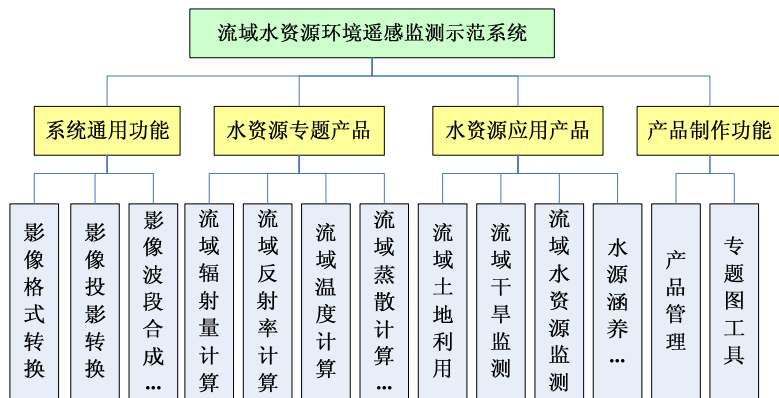 流域水资源环境遥感监测示范系统
系统通用功能
水资源专题产品
水资源应用产品
产品制作功能
影像格式转换
影像投影转换
影像波段合成...
流域辐射量计算
流域反射率计算
流域温度计算
流域蒸散计算...
流域土地利用
流域干旱监测
流域水资源监测
水源涵养...
产品管理
专题图工具